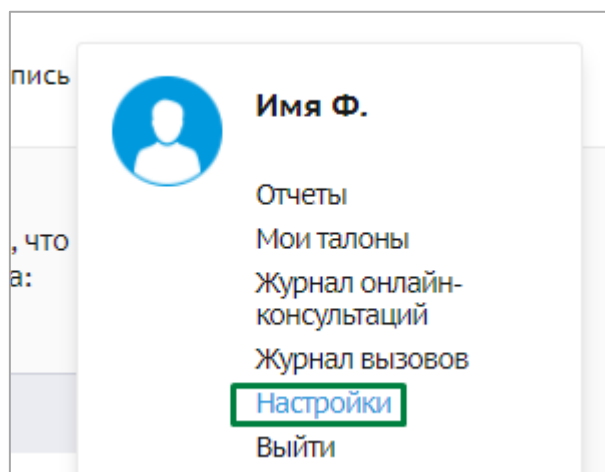 пись
Имя Ф.
Отчеты
, что
Мои талоны
а:
Журнал онлайн-
консультаций
Журнал вызовов
Настройки
Выйти